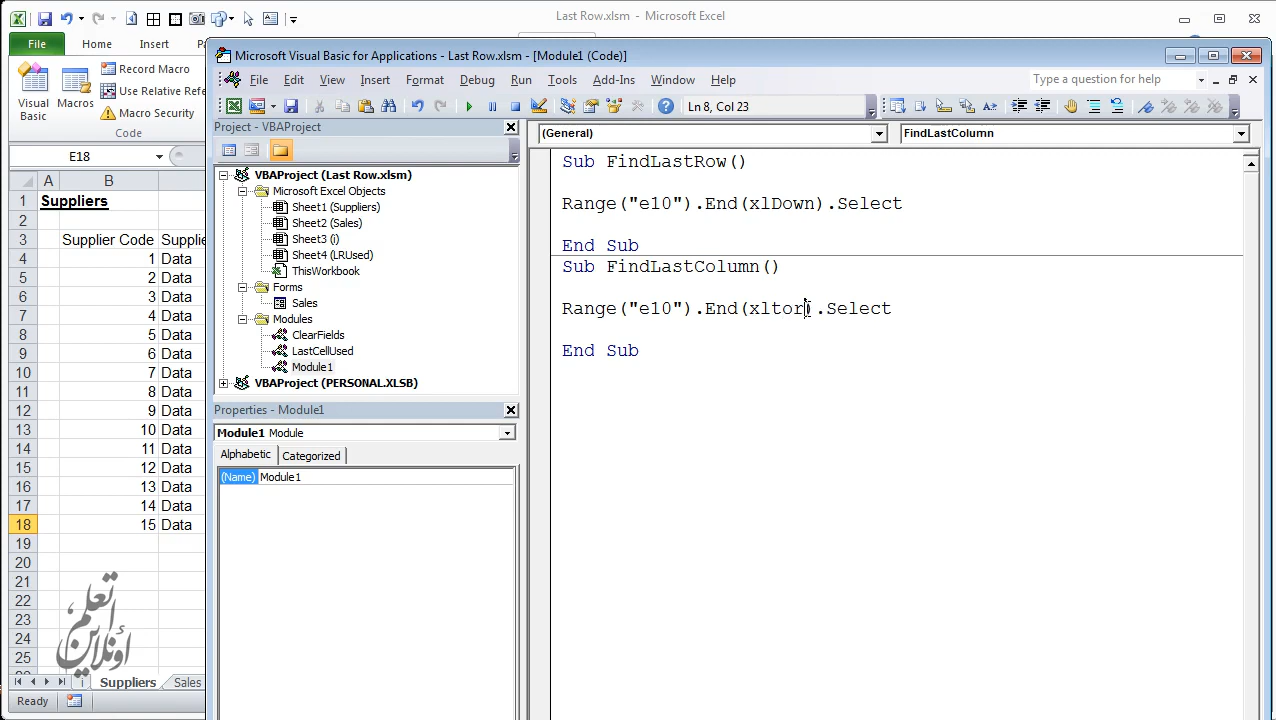 Last Row.xlsm - Microsoft Excel
File
Home
Insert
Visual Basic
Macros
Record Macro
Use Relative Refe
Macro Security
Code
E18
A
B
1
Suppliers
2
3
Supplier Code
Supplie
4
1
Data
5
2
Data
6
3
Data
7
4
Data
8
5
Data
9
6
Data
10
7
Data
11
8
Data
12
9
Data
13
10
Data
14
11
Data
15
12
Data
16
13
Data
17
14
Data
18
15
Data
19
20
21
22
23
24
25
أتعلم
أونلاين
i
Suppliers
Sales
Ready
Microsoft Visual Basic for Applications - Last Row.xlsm - [Module1 (Code)]
File
Edit
View
Insert
Format
Debug
Run
Tools
Add-Ins
Window
Help
Type a question for help
Ln 8, Col 23
Project - VBAProject
VBAProject (Last Row.xlsm)
Microsoft Excel Objects
Sheet1 (Suppliers)
Sheet2 (Sales)
Sheet3 (i)
Sheet4 (LRUsed)
ThisWorkbook
Forms
Sales
Modules
ClearFields
LastCellUsed
Module1
VBAProject (PERSONAL.XLSB)
Properties - Module1
Module1 Module
Alphabetic
Categorized
(Name)
Module1
(General)
FindLastColumn
Sub FindLastRow()
Range("e10").End(xlDown).Select
End Sub
Sub FindLastColumn()
Range("e10").End(xltor).Select
End Sub